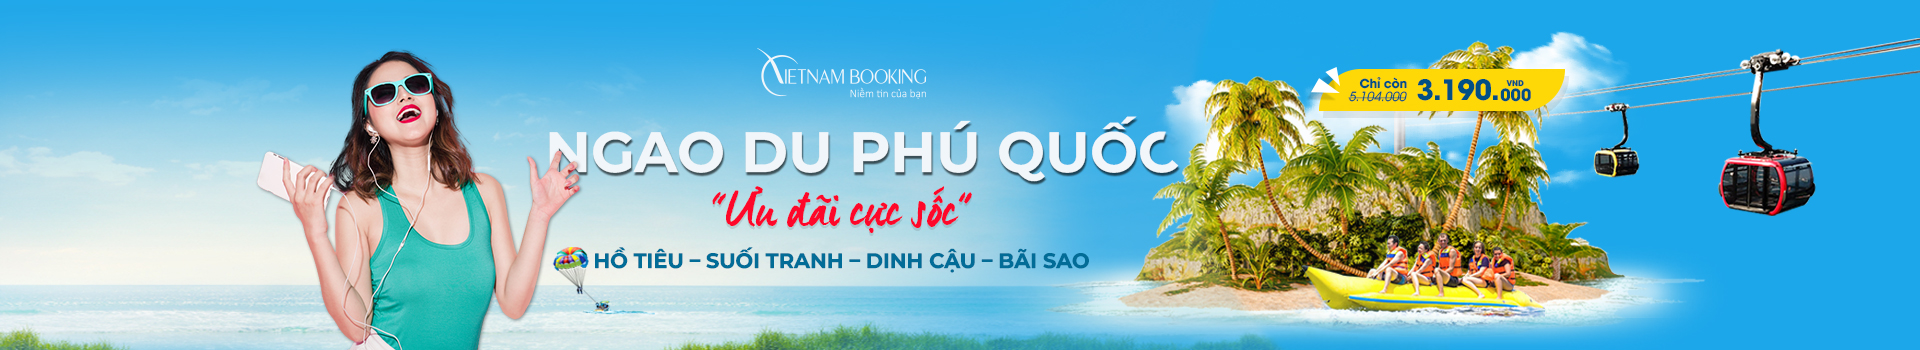 VIETNAM BOOKING
Niềm tin của bạn
NGAO DU PHÚ QUỐC
“Ưu đãi cực sốc”
HỒ TIÊU – SUỐI TRANH – DINH CẬU – BÃI SAO
Chỉ còn
5.104.000
3.190.000 VND